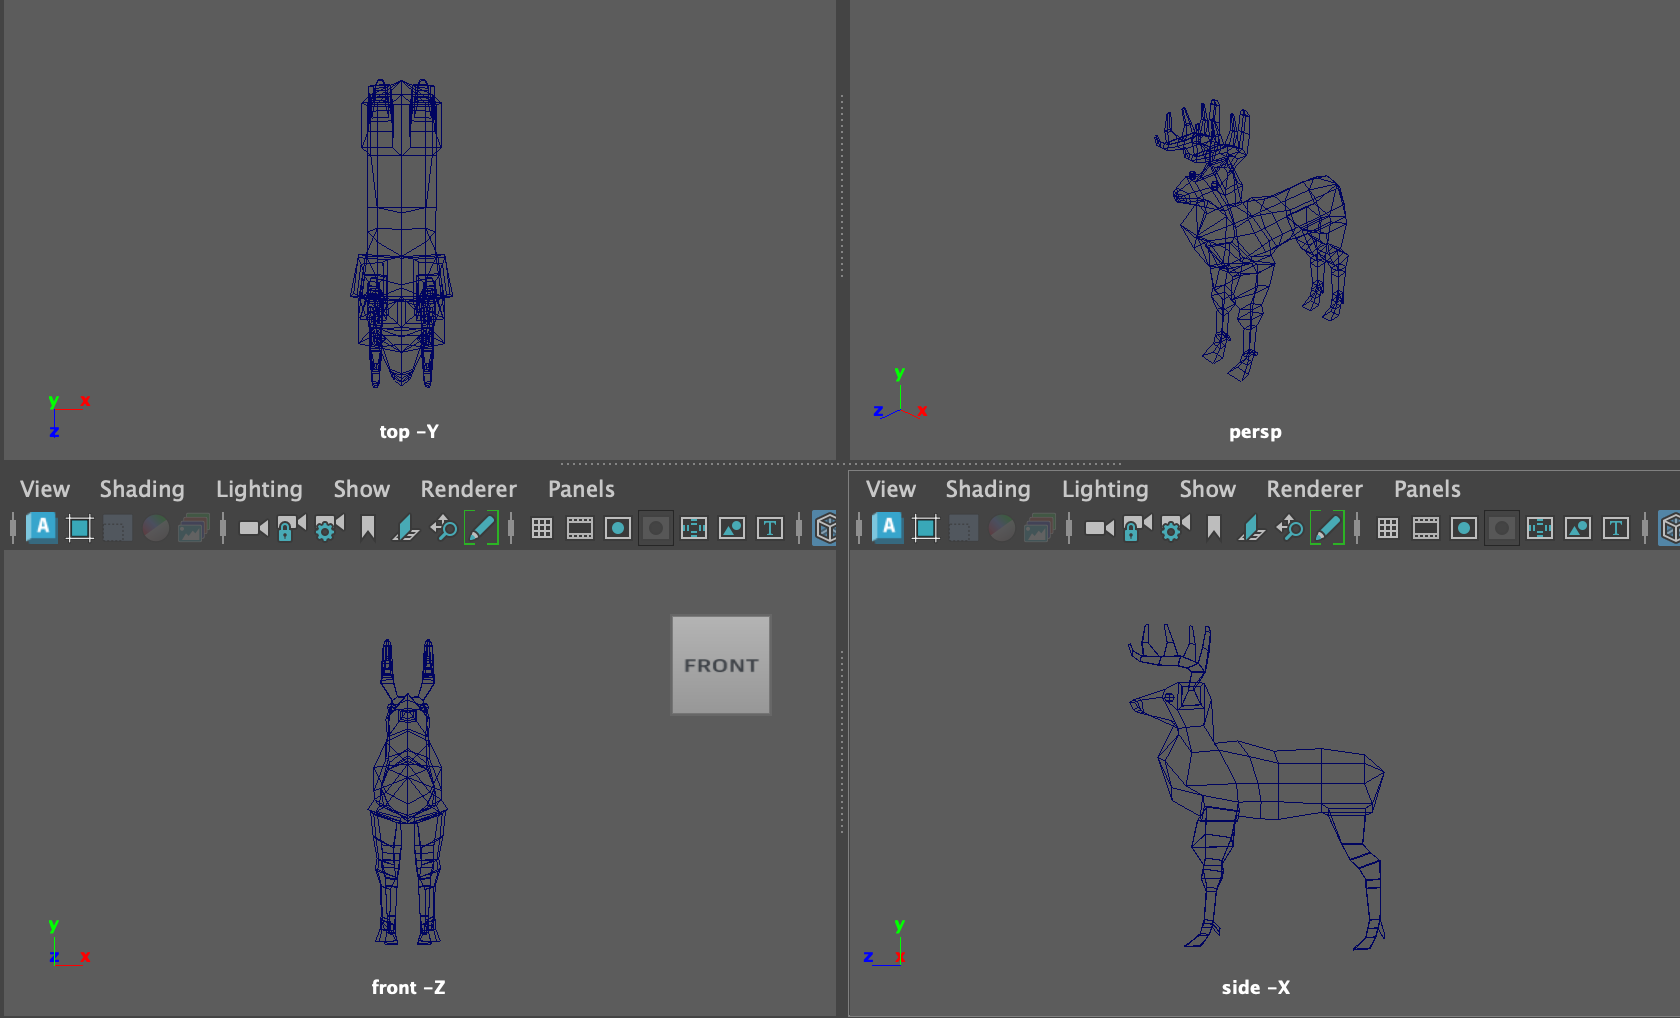 y x
z
top -Y
y
z x
persp
View Shading Lighting Show Renderer Panels
View Shading Lighting Show Renderer Panels
A T
A T
FRONT
y
z x
front -Z
y
z x
side -X